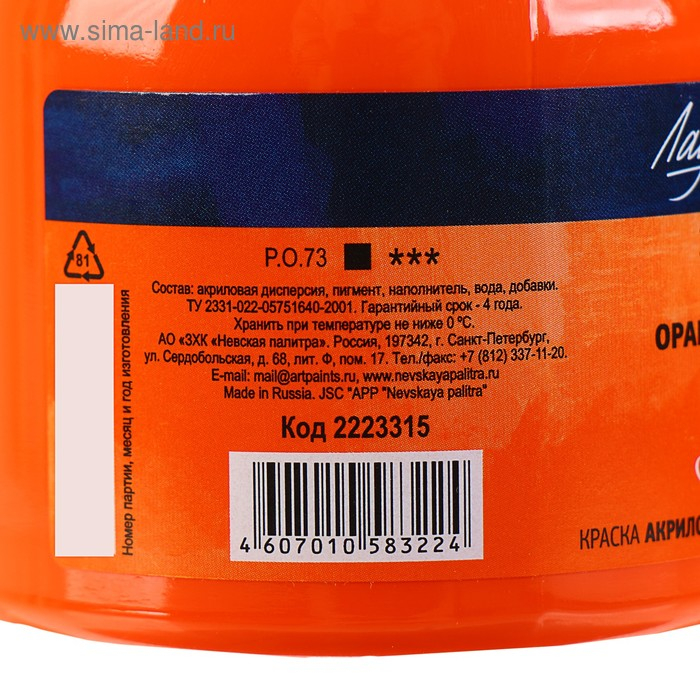 www.sima-land.ru
81
P.O.73 ***
Состав: акриловая дисперсия, пигмент, наполнитель, вода, добавки.
ТУ 2331-022-05751640-2001. Гарантийный срок - 4 года.
Хранить при температуре не ниже 0 ºС.
АО «ЗХК «Невская палитра». Россия, 197342, г. Санкт-Петербург,
ул. Сердобольская, д. 68, лит. Ф, пом. 17. Тел./факс: +7 (812) 337-11-20.
E-mail: mail@artpaints.ru, www.nevskayapalitra.ru
Made in Russia. JSC "APP "Nevskaya palitra"
Код 2223315
4 607010 583224
Номер партии, месяц и год изготовления
КРАСКА